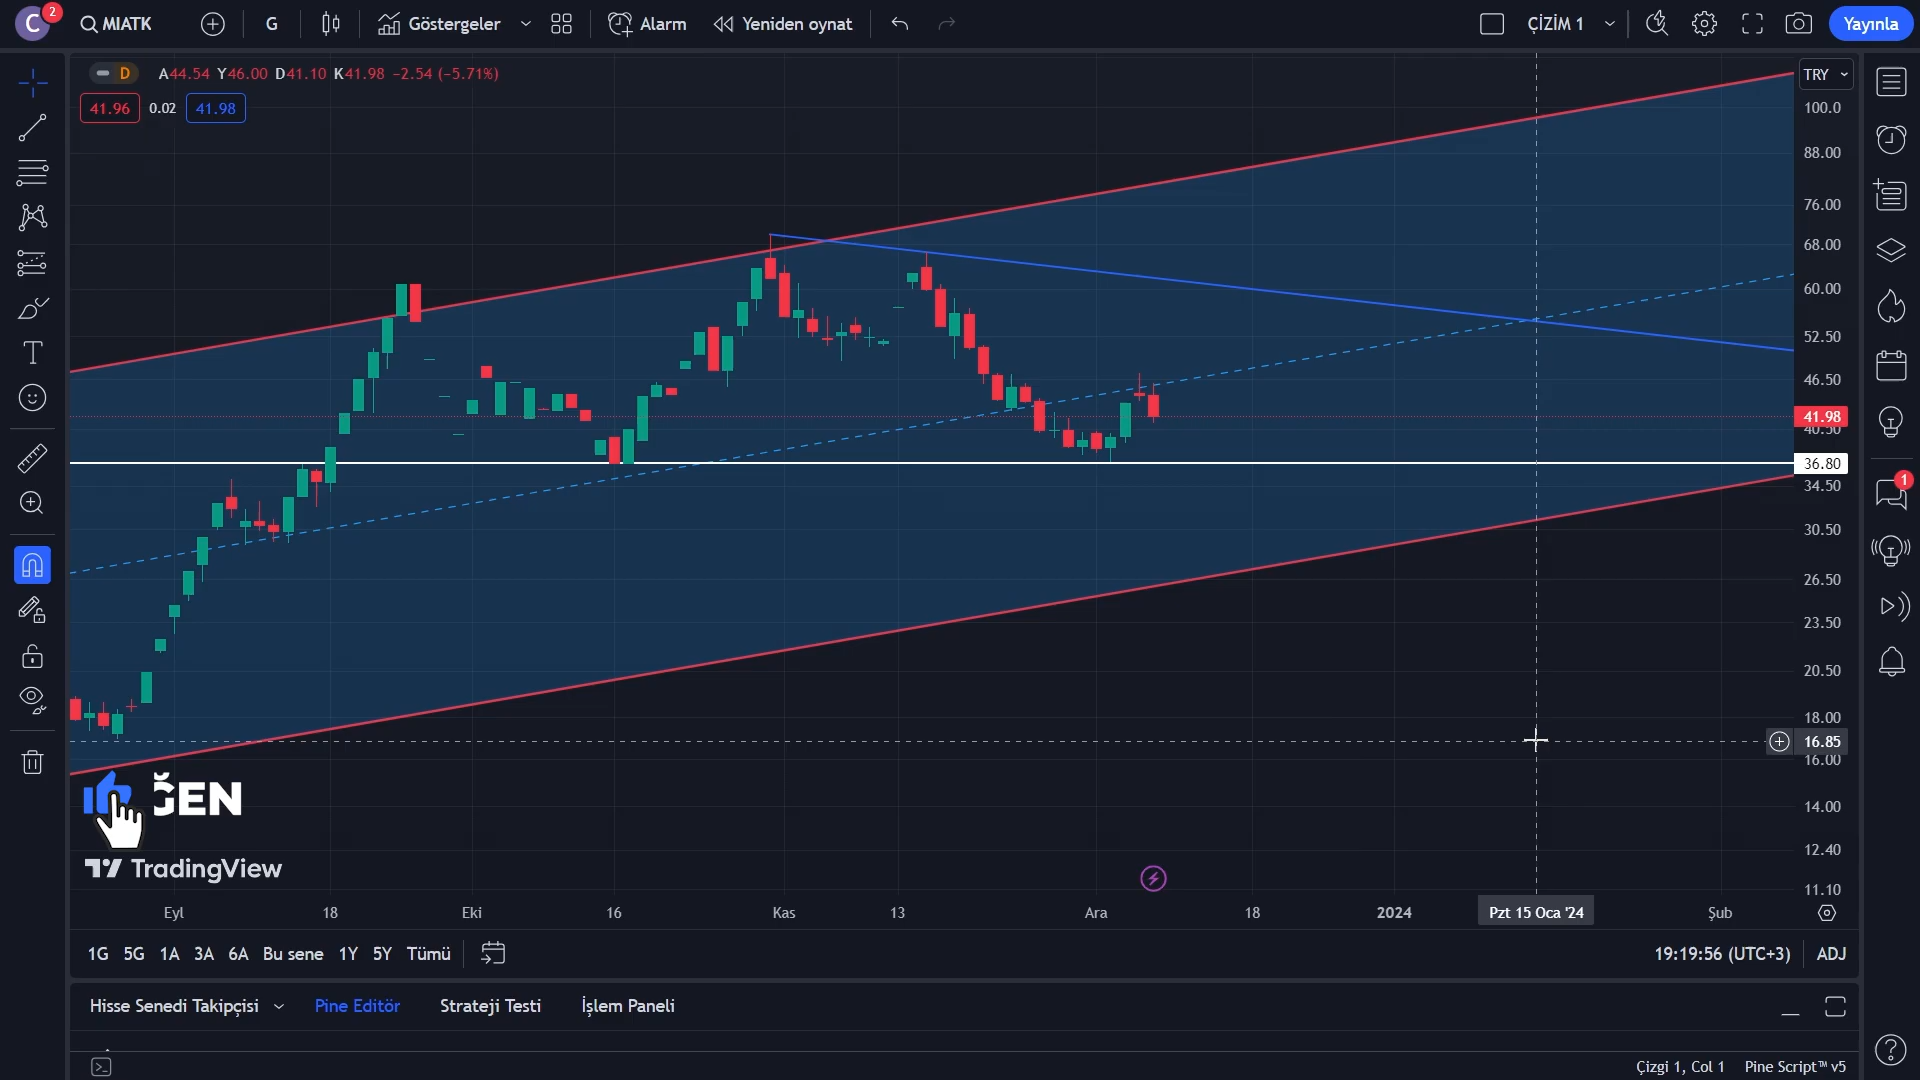 C 2 MIATK G Göstergeler Alarm Yeniden oynat ÇİZİM 1 Yayınla
D A44.54 Y46.00 D41.10 K41.98 -2.54 (-5.71%)
41.96 0.02 41.98
TRY
100.0
88.00
76.00
68.00
60.00
52.50
46.50
41.98
40.50
36.80
34.50
30.50
26.50
23.50
20.50
18.00
16.85
16.00
14.00
12.40
11.10
1
ĞEN
TradingView
Eyl 18 Eki 16 Kas 13 Ara 18 2024 Pzt 15 Oca '24 Şub
1G 5G 1A 3A 6A Bu sene 1Y 5Y Tümü 19:19:56 (UTC+3) ADJ
Hisse Senedi Takipçisi Pine Editör Strateji Testi İşlem Paneli
Çizgi 1, Col 1 Pine Script™ v5